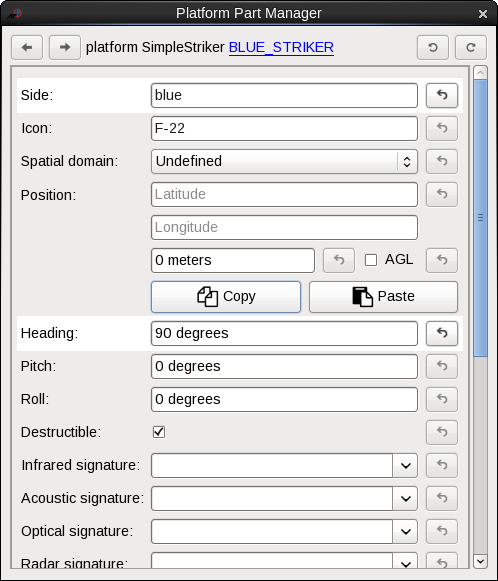 Platform Part Manager
platform SimpleStriker BLUE_STRIKER
Side: blue
Icon: F-22
Spatial domain: Undefined
Position: Latitude
Longitude
0 meters AGL
Copy Paste
Heading: 90 degrees
Pitch: 0 degrees
Roll: 0 degrees
Destructible:
Infrared signature:
Acoustic signature:
Optical signature:
Radar signature: